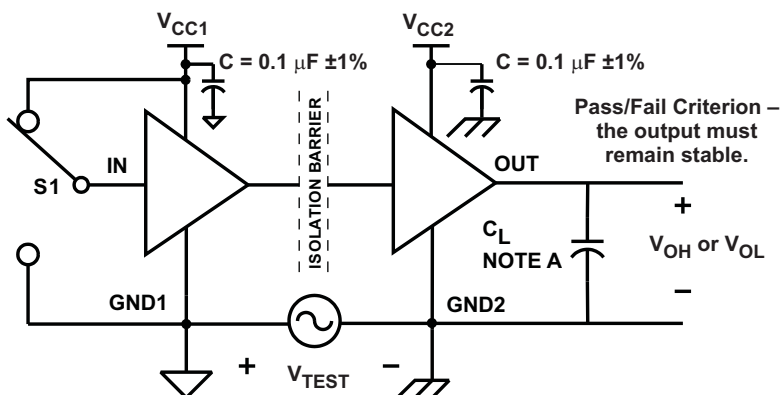 VCC1
VCC2
C = 0.1 μF ±1%
C = 0.1 μF ±1%
Pass/Fail Criterion –
the output must
remain stable.
ISOLATION BARRIER
IN
OUT
S1
+
CL
NOTE A
VOH or VOL
–
GND1
GND2
+
VTEST
–